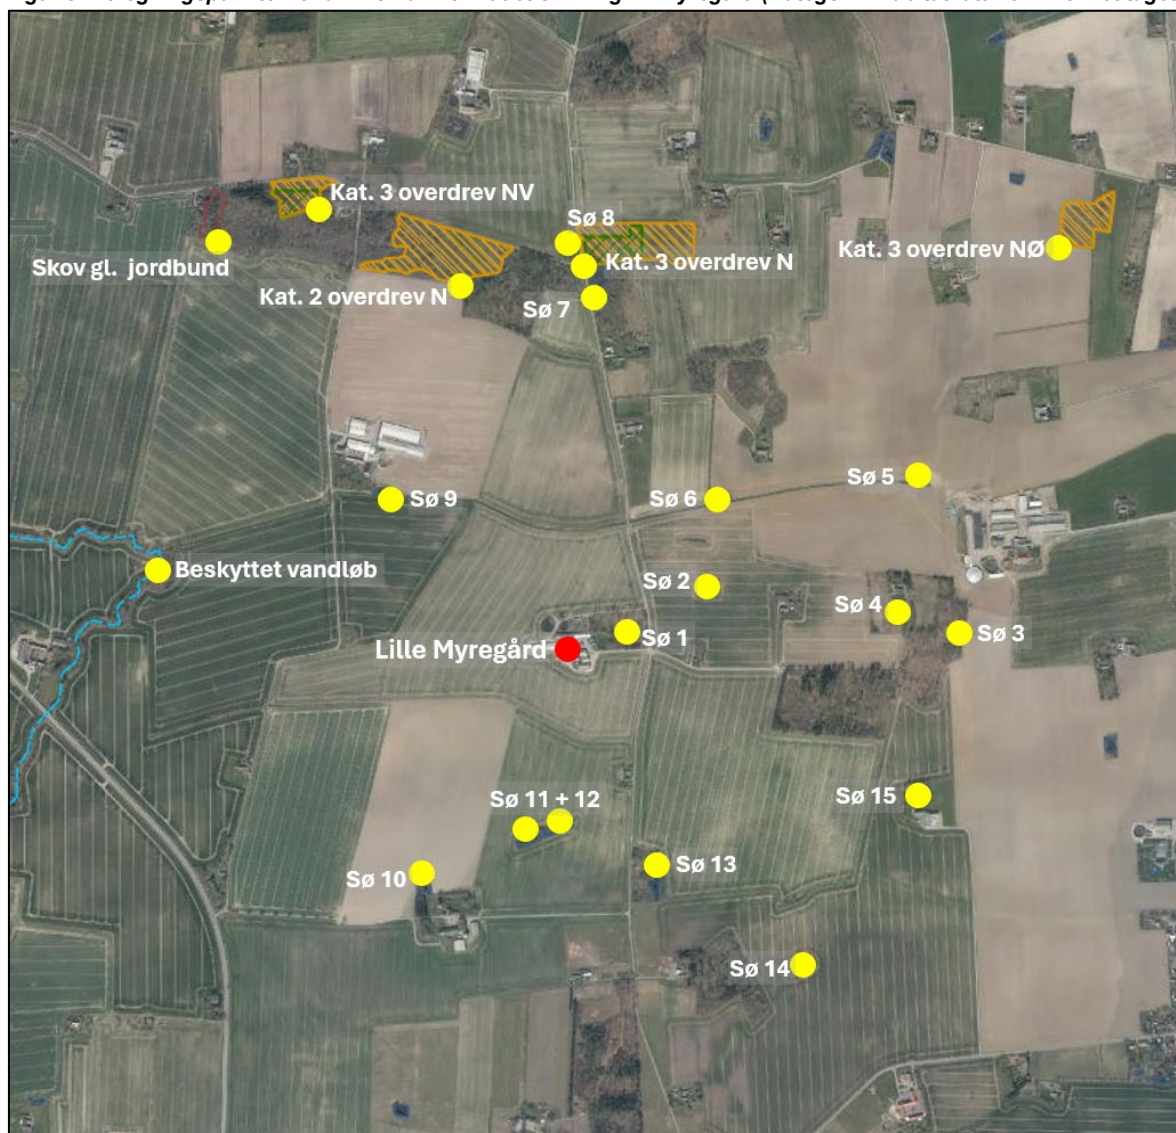 Kat. 3 overdrev NV
Sø 8
Kat. 3 overdrev NØ
Skov gl. jordbund
Kat. 3 overdrev N
Kat. 2 overdrev N
Sø 7
Sø 5
Sø 9
Sø 6
Beskyttet vandløb
Sø 2
Sø 4
Sø 1
Sø 3
Lille Myregård
Sø 11 + 12
Sø 15
Sø 13
Sø 10
Sø 14